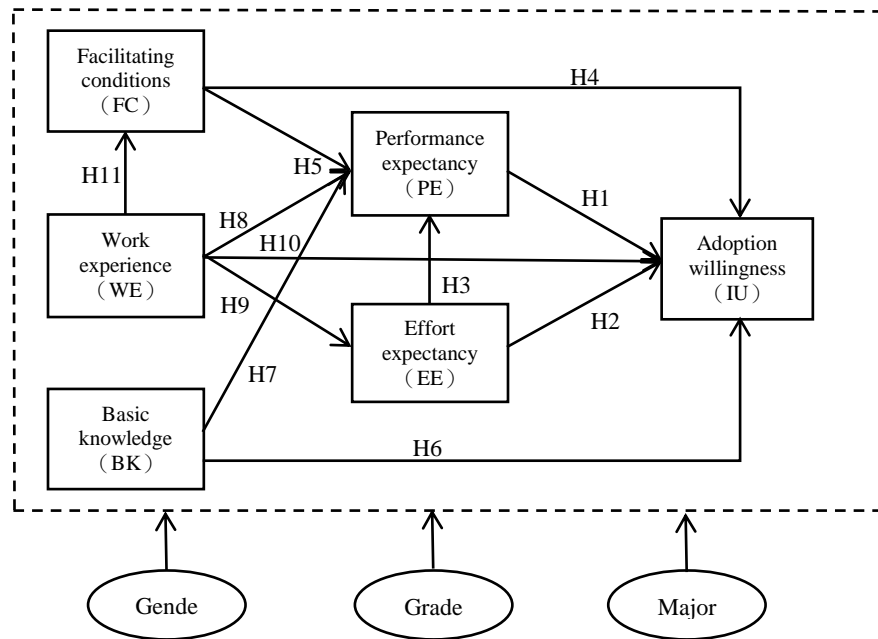 Facilitating
conditions
（FC）
H4
Performance
expectancy
（PE）
H5
H11
H8
H1
Work
experience
（WE）
H10
Adoption
willingness
（IU）
H9
H3
Effort
expectancy
（EE）
H2
H7
Basic
knowledge
（BK）
H6
Gende
Grade
Major